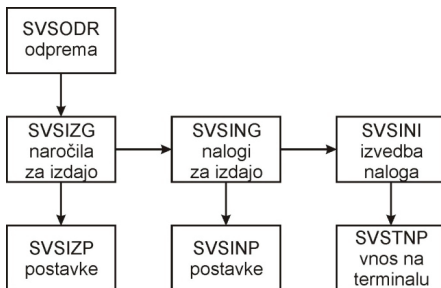 SVSODR
odprema
SVSIZG
naročila
za izdajo
SVSING
nalogi
za izdajo
SVSINI
izvedba
naloga
SVSIZP
postavke
SVSINP
postavke
SVSTNP
vnos na
terminalu